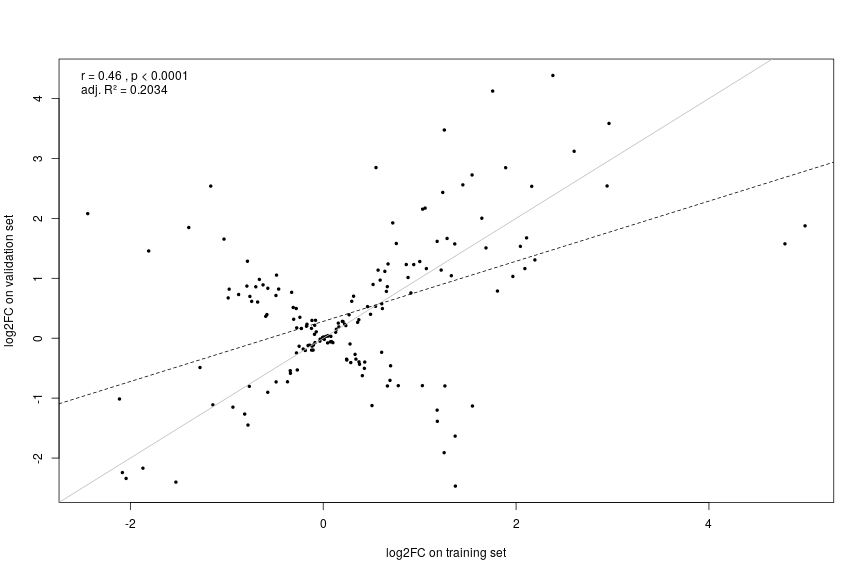 r = 0.46 , p < 0.0001
adj. R² = 0.2034
4
3
2
1
0
-1
-2
log2FC on validation set
-2 0 2 4
log2FC on training set